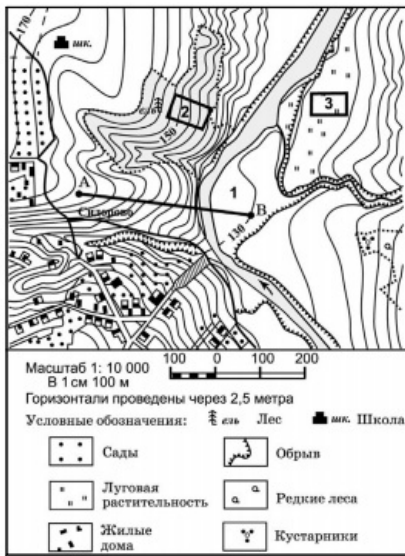 170
шк.
ель
2
3
150
А
1
Сидорово
В
130
Масштаб 1: 10 000
В 1 см 100 м
100 0 100 200
Горизонтали проведены через 2,5 метра
Условные обозначения: ель Лес шк. Школа
Сады Обрыв
Луговая растительность Редкие леса
Жилые дома Кустарники